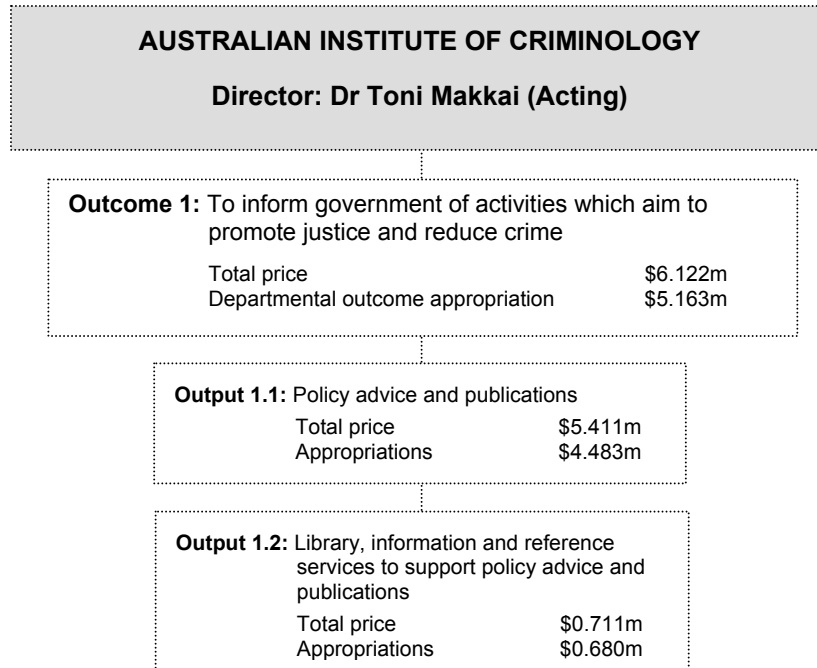 AUSTRALIAN INSTITUTE OF CRIMINOLOGY
Director: Dr Toni Makkai (Acting)
Outcome 1: To inform government of activities which aim to
promote justice and reduce crime
Total price $6.122m
Departmental outcome appropriation $5.163m
Output 1.1: Policy advice and publications
Total price $5.411m
Appropriations $4.483m
Output 1.2: Library, information and reference
services to support policy advice and
publications
Total price $0.711m
Appropriations $0.680m